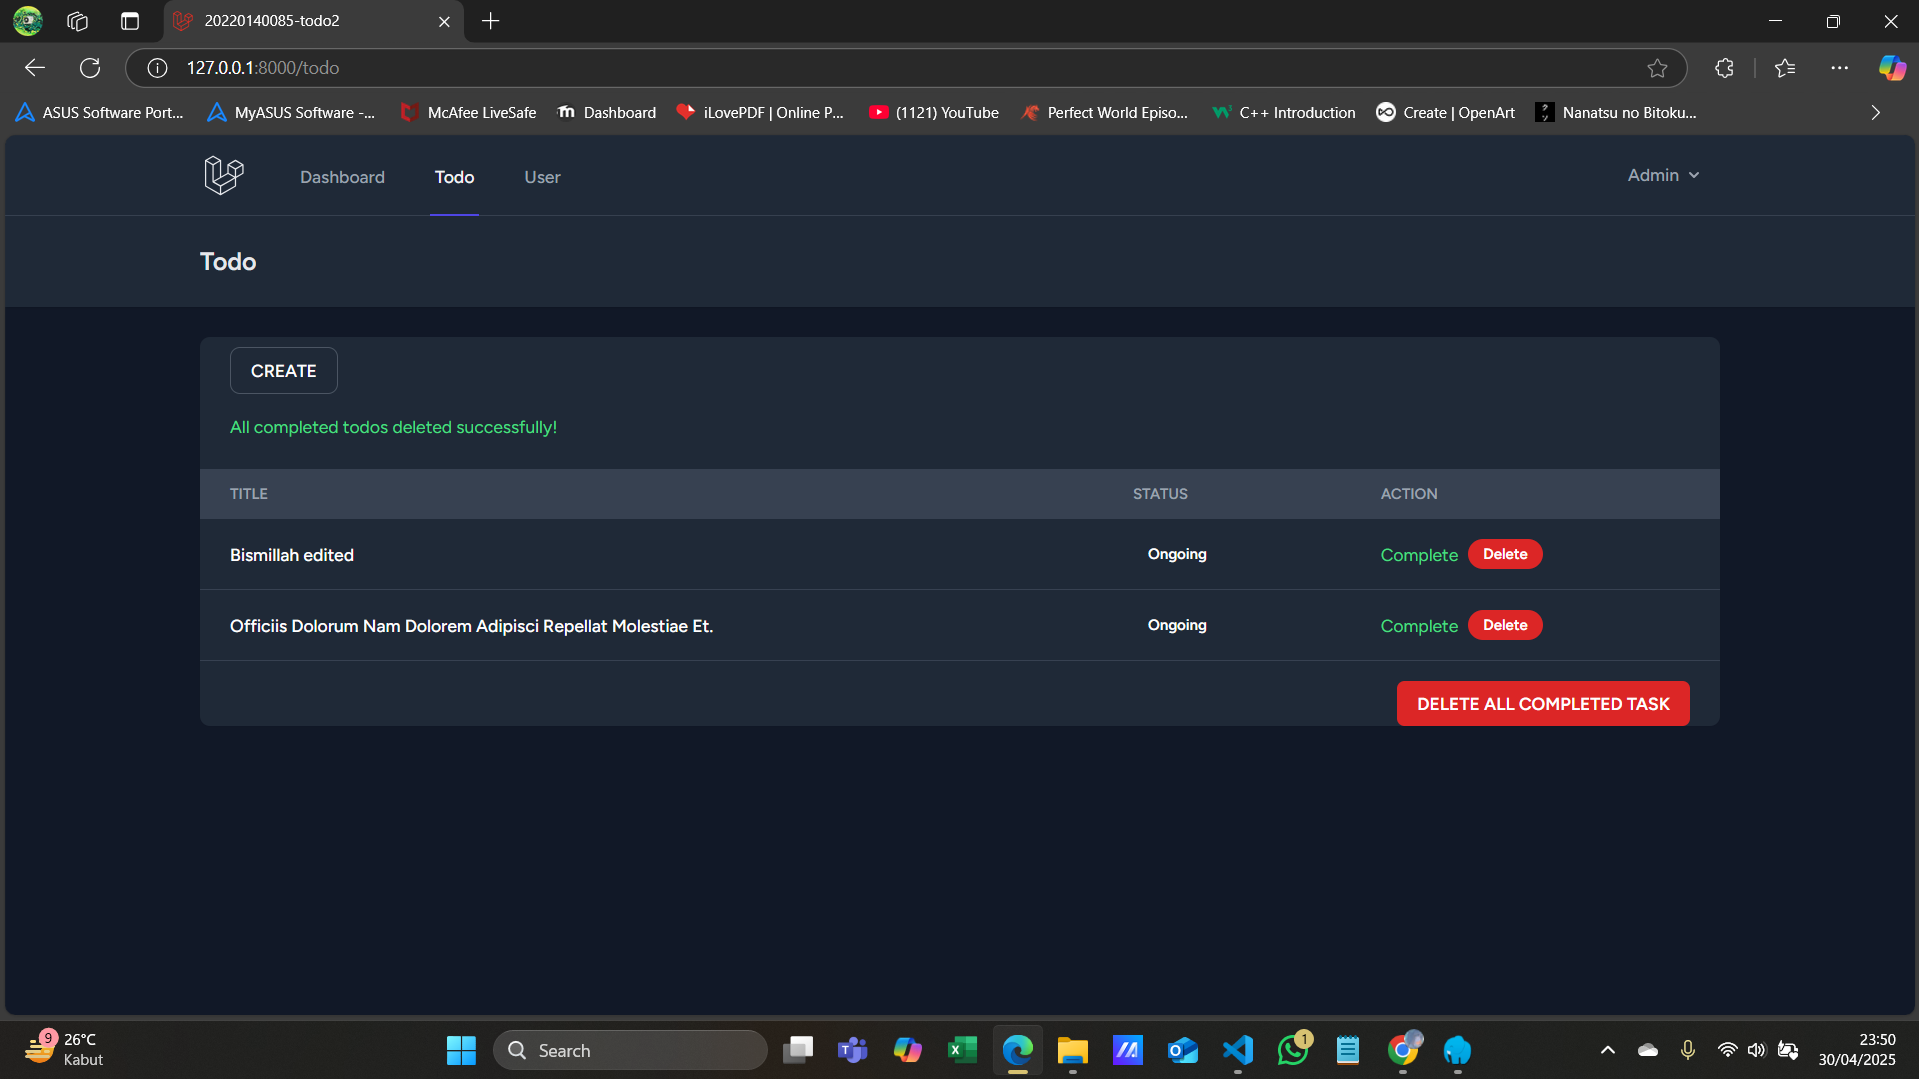 20220140085-todo2
127.0.0.1:8000/todo
ASUS Software Port...
MyASUS Software -...
McAfee LiveSafe
Dashboard
iLovePDF | Online P...
(1121) YouTube
Perfect World Episo...
C++ Introduction
Create | OpenArt
Nanatsu no Bitoku...
Dashboard
Todo
User
Admin
Todo
CREATE
All completed todos deleted successfully!
TITLE STATUS ACTION
Bismillah edited Ongoing Complete Delete
Officiis Dolorum Nam Dolorem Adipisci Repellat Molestiae Et. Ongoing Complete Delete
DELETE ALL COMPLETED TASK
9
26°C
Kabut
Search
1
23:50
30/04/2025